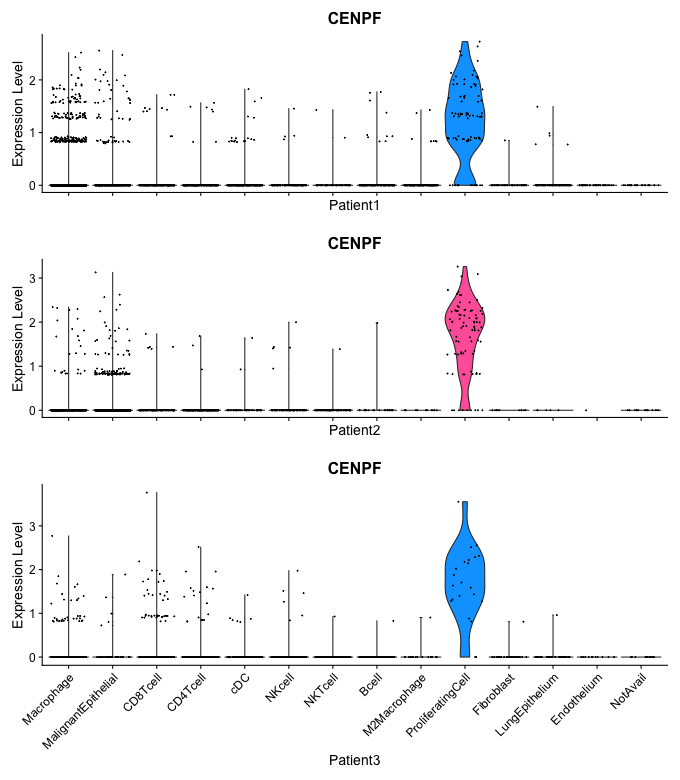 CENPF
Expression Level
2
1
0
Patient1
CENPF
Expression Level
3
2
1
0
Patient2
CENPF
Expression Level
3
2
1
0
Macrophage
MalignantEpithelial
CD8Tcell
CD4Tcell
cDC
NKcell
NKTcell
Bcell
M2Macrophage
ProliferatingCell
Fibroblast
LungEpithelium
Endothelium
NotAvail
Patient3